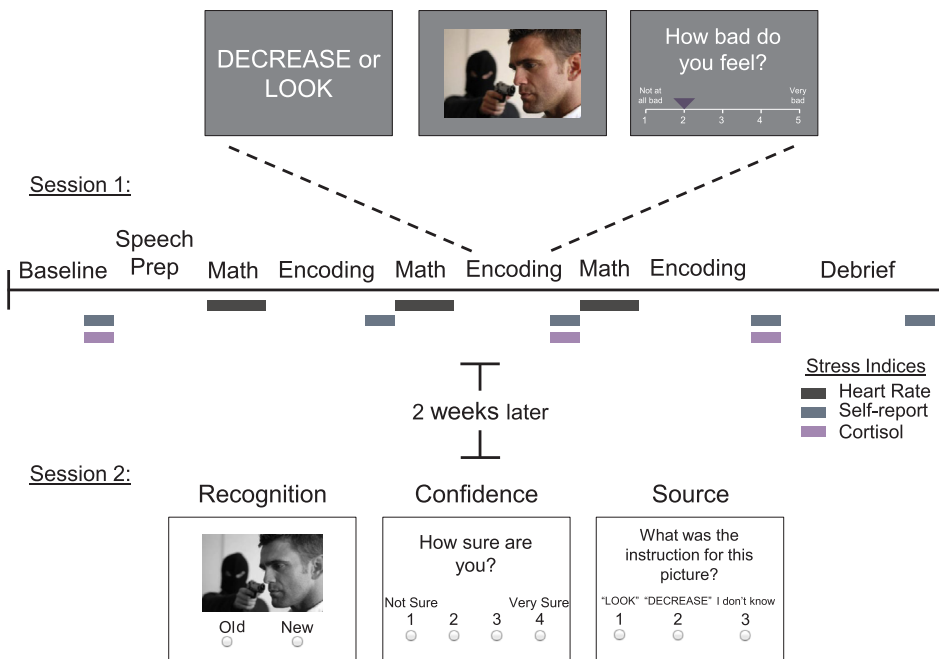 DECREASE or
LOOK
How bad do
you feel?
Not at
all bad
Very
bad
1 2 3 4 5
Session 1:
Baseline
Speech
Prep
Math
Encoding
Math
Encoding
Math
Encoding
Debrief
Stress Indices
Heart Rate
Self-report
Cortisol
2 weeks later
Session 2:
Recognition
Old New
Confidence
How sure are
you?
Not Sure Very Sure
1 2 3 4
Source
What was the
instruction for this
picture?
“LOOK” “DECREASE” I don’t know
1 2 3